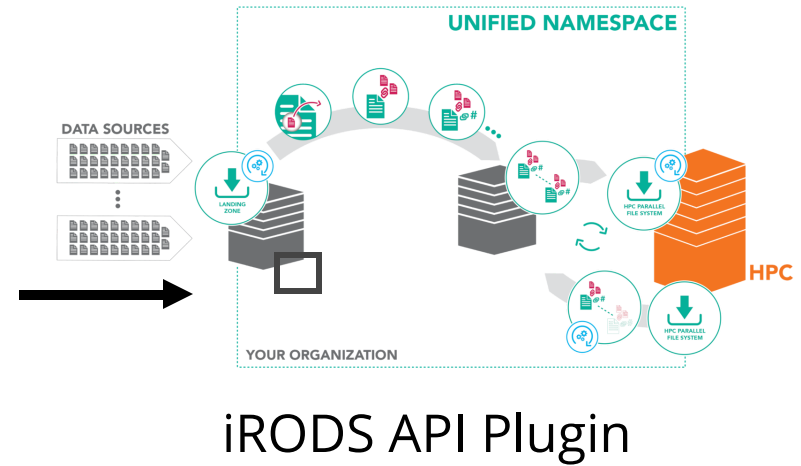 UNIFIED NAMESPACE
DATA SOURCES
LANDING
ZONE
#
#
#
HPC PARALLEL
FILE SYSTEM
HPC
#
HPC PARALLEL
FILE SYSTEM
YOUR ORGANIZATION
iRODS API Plugin